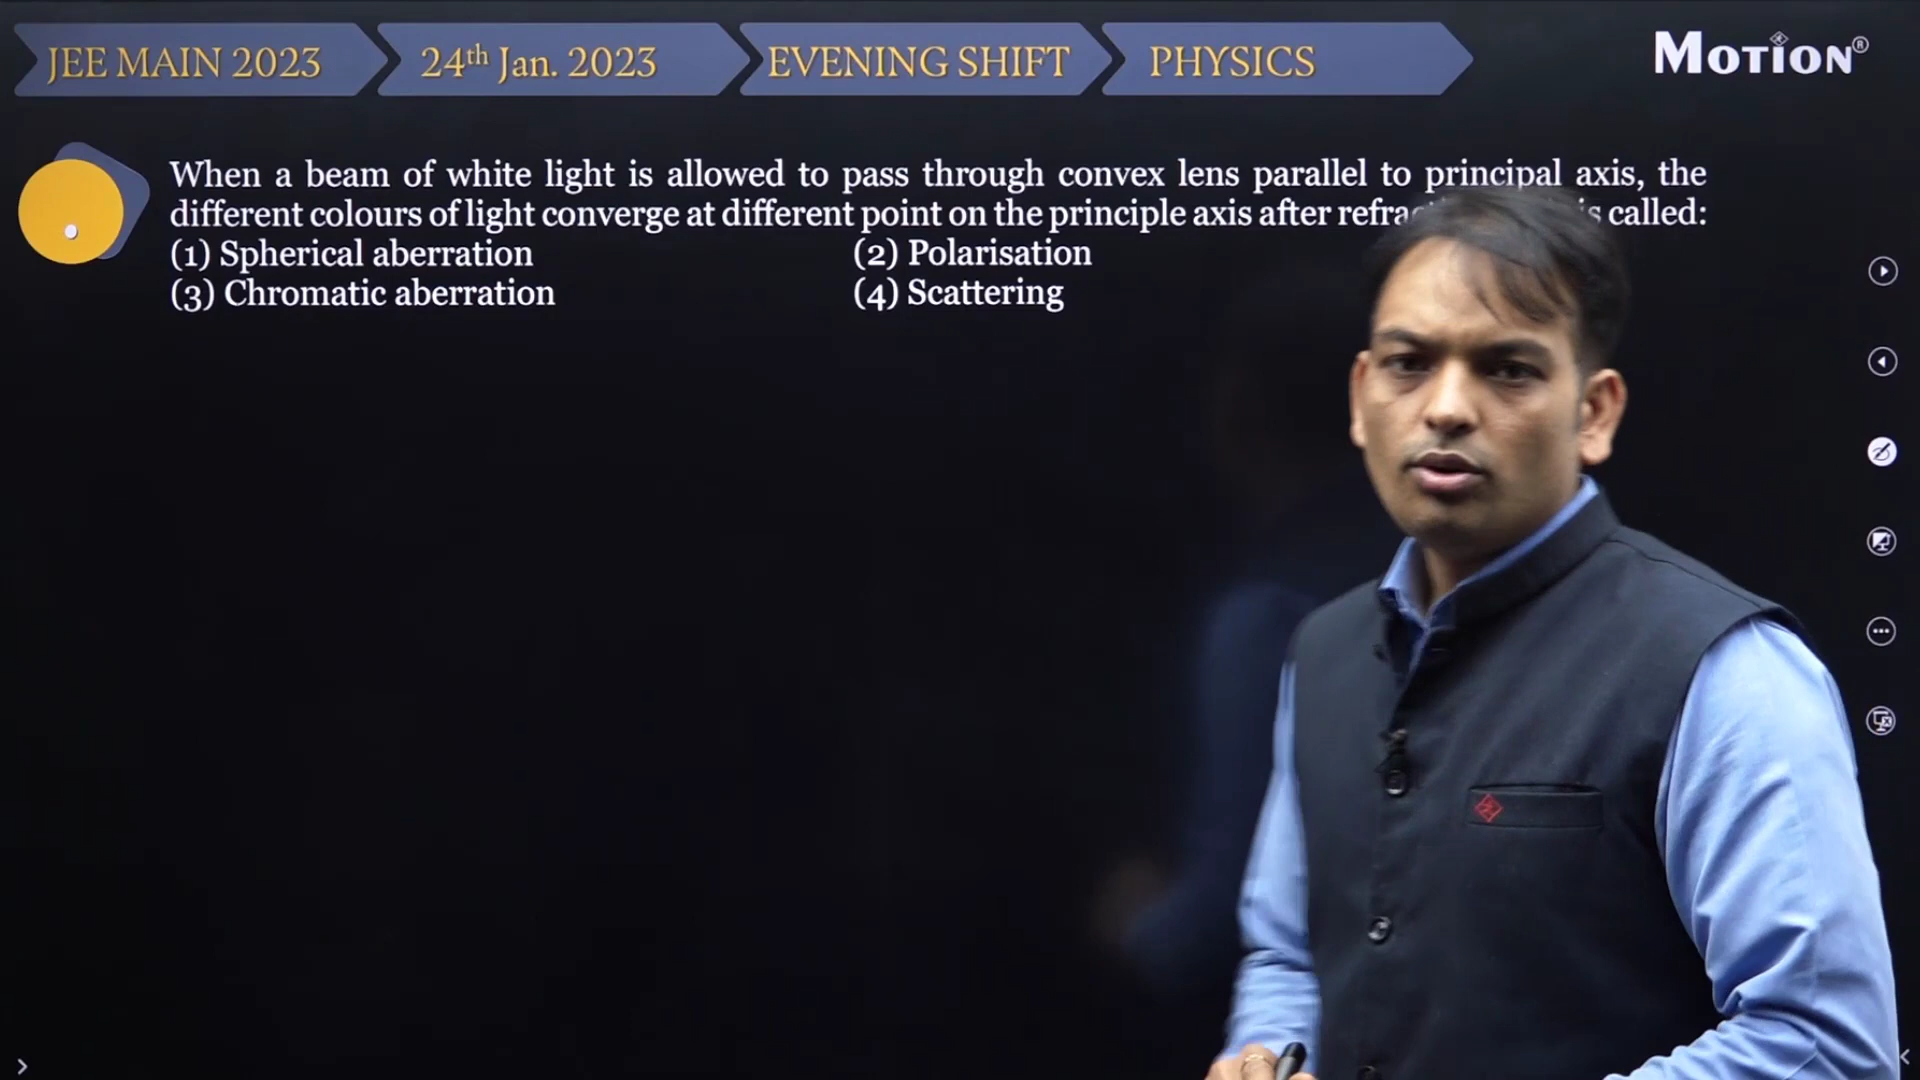 JEE MAIN 2023 24th Jan. 2023 EVENING SHIFT PHYSICS MOTION®
When a beam of white light is allowed to pass through convex lens parallel to principal axis, the
different colours of light converge at different point on the principle axis after is called:
(1) Spherical aberration (2) Polarisation
(3) Chromatic aberration (4) Scattering